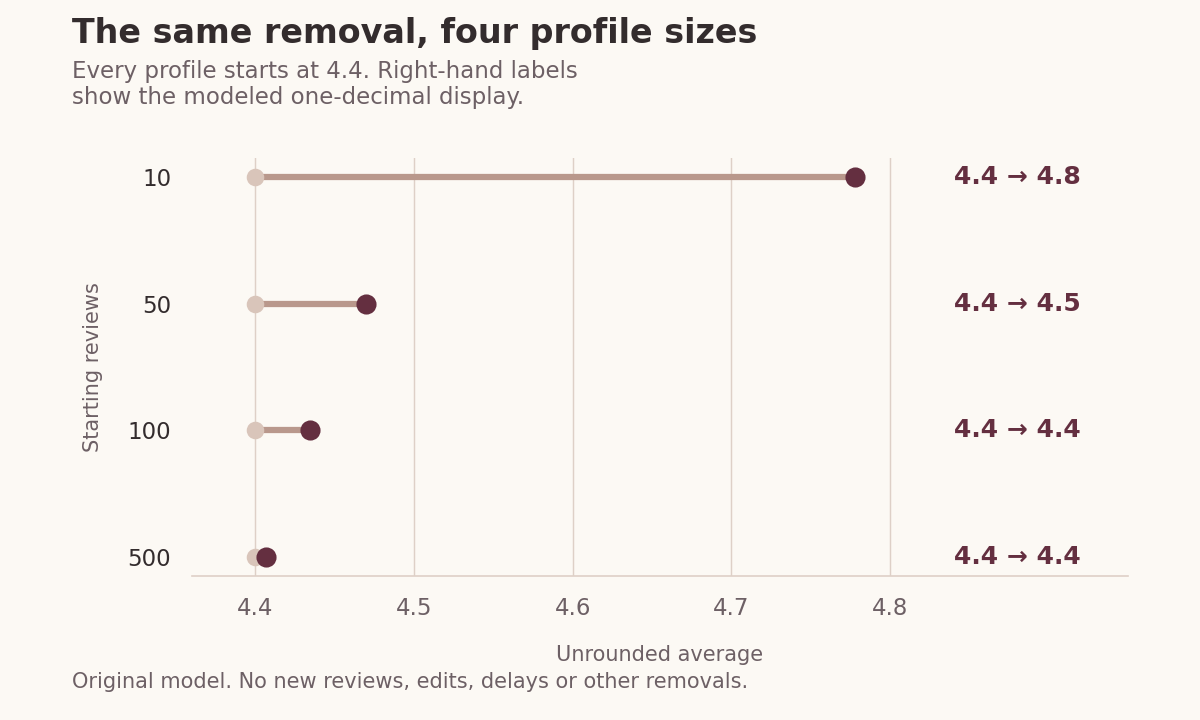 The same removal, four profile sizes
Every profile starts at 4.4. Right-hand labels
show the modeled one-decimal display.
Starting reviews
10
4.4 → 4.8
50
4.4 → 4.5
100
4.4 → 4.4
500
4.4 → 4.4
4.4 4.5 4.6 4.7 4.8
Unrounded average
Original model. No new reviews, edits, delays or other removals.